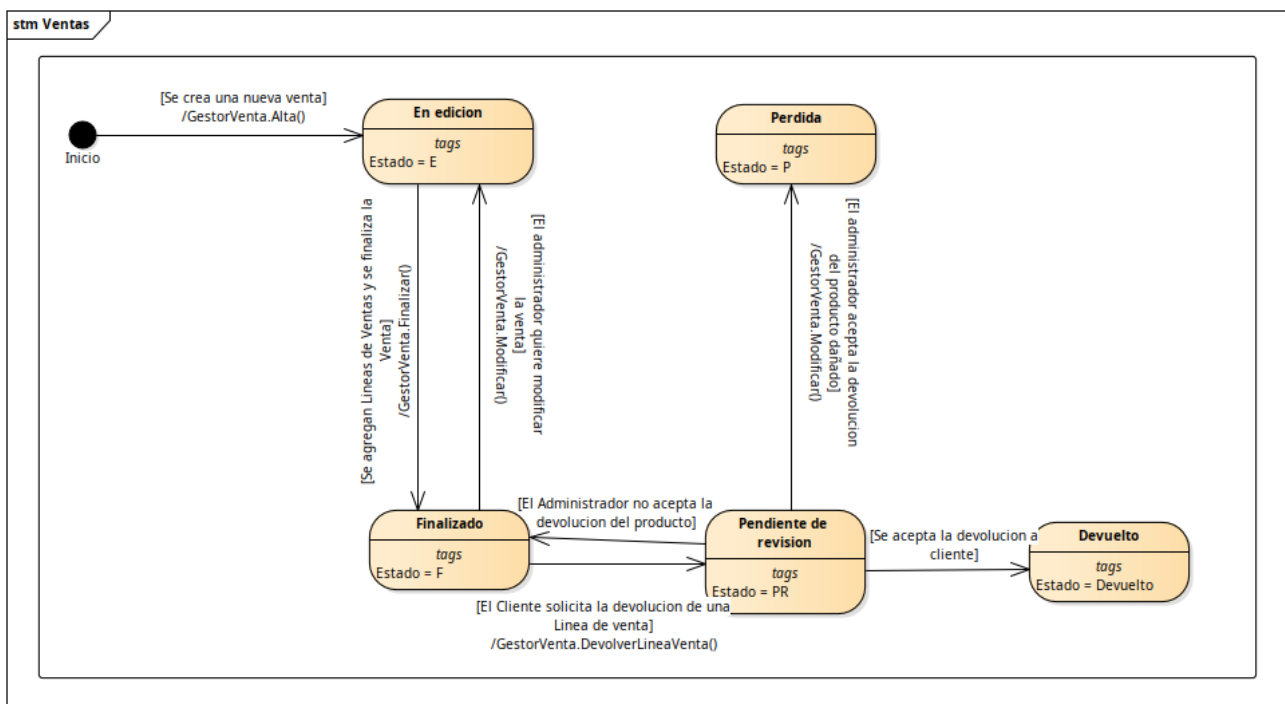 stm Ventas
[Se crea una nueva venta]
/GestorVenta.Alta()
Inicio
En edicion
tags
Estado = E
Perdida
tags
Estado = P
[Se agregan Lineas de Ventas y se finaliza la
Venta]
/GestorVenta.Finalizar()
[El administrador quiere modificar
la venta]
/GestorVenta.Modificar()
[El administrador acepta la devolucion
del producto dañado]
/GestorVenta.Modificar()
[El Administrador no acepta la
devolucion del producto]
Finalizado
tags
Estado = F
Pendiente de
revision
tags
Estado = PR
[Se acepta la devolucion a
cliente]
Devuelto
tags
Estado = Devuelto
[El Cliente solicita la devolucion de una
Linea de venta]
/GestorVenta.DevolverLineaVenta()